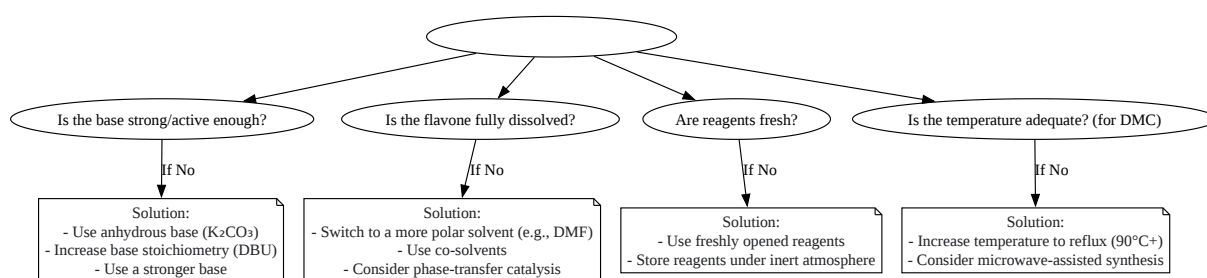 Is the base strong/active enough?
Is the flavone fully dissolved?
Are reagents fresh?
Is the temperature adequate? (for DMC)
If No
If No
If No
If No
Solution:
- Use anhydrous base (K₂CO₃)
- Increase base stoichiometry (DBU)
- Use a stronger base
Solution:
- Switch to a more polar solvent (e.g., DMF)
- Use co-solvents
- Consider phase-transfer catalysis
Solution:
- Use freshly opened reagents
- Store reagents under inert atmosphere
Solution:
- Increase temperature to reflux (90°C+)
- Consider microwave-assisted synthesis